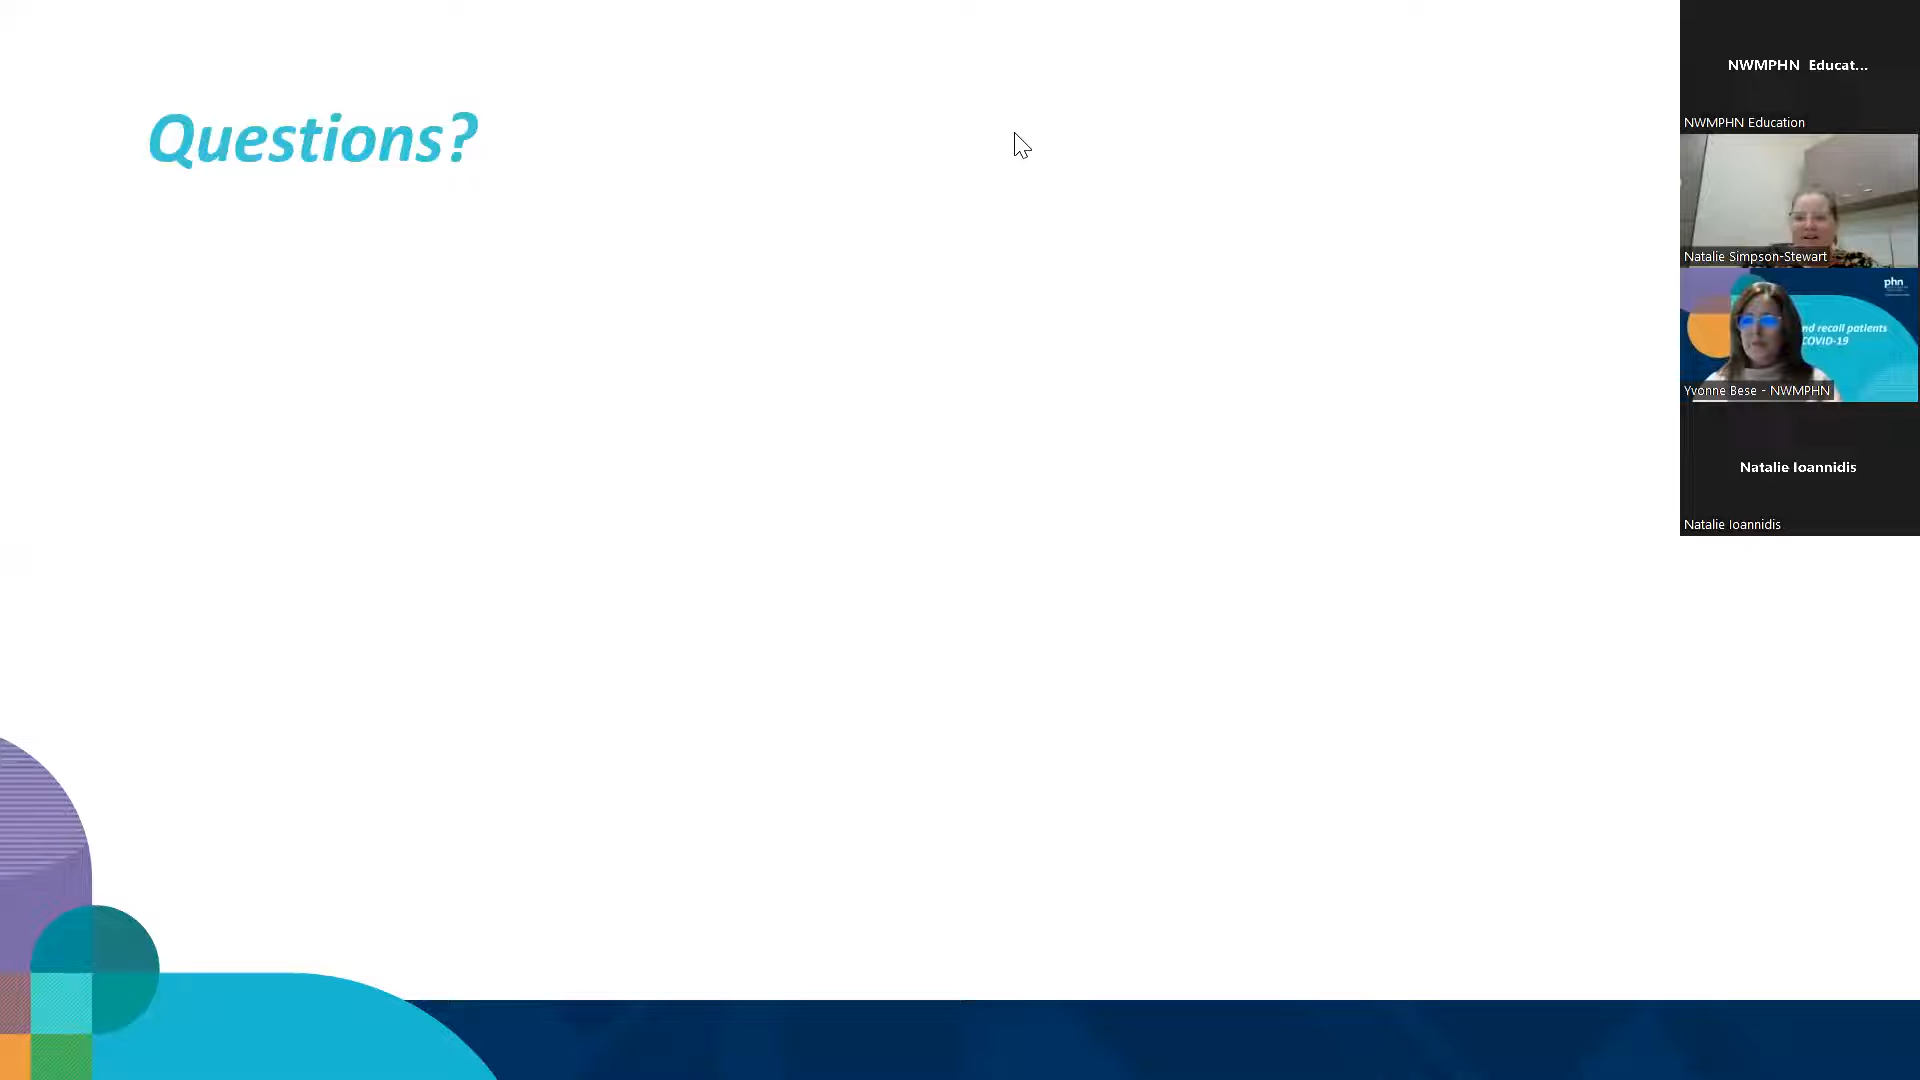 Questions?
NWMPHN Educat...
NWMPHN Education
Natalie Simpson-Stewart
phn
nd recall patients
COVID-19
Yvonne Bese - NWMPHN
Natalie Ioannidis
Natalie Ioannidis